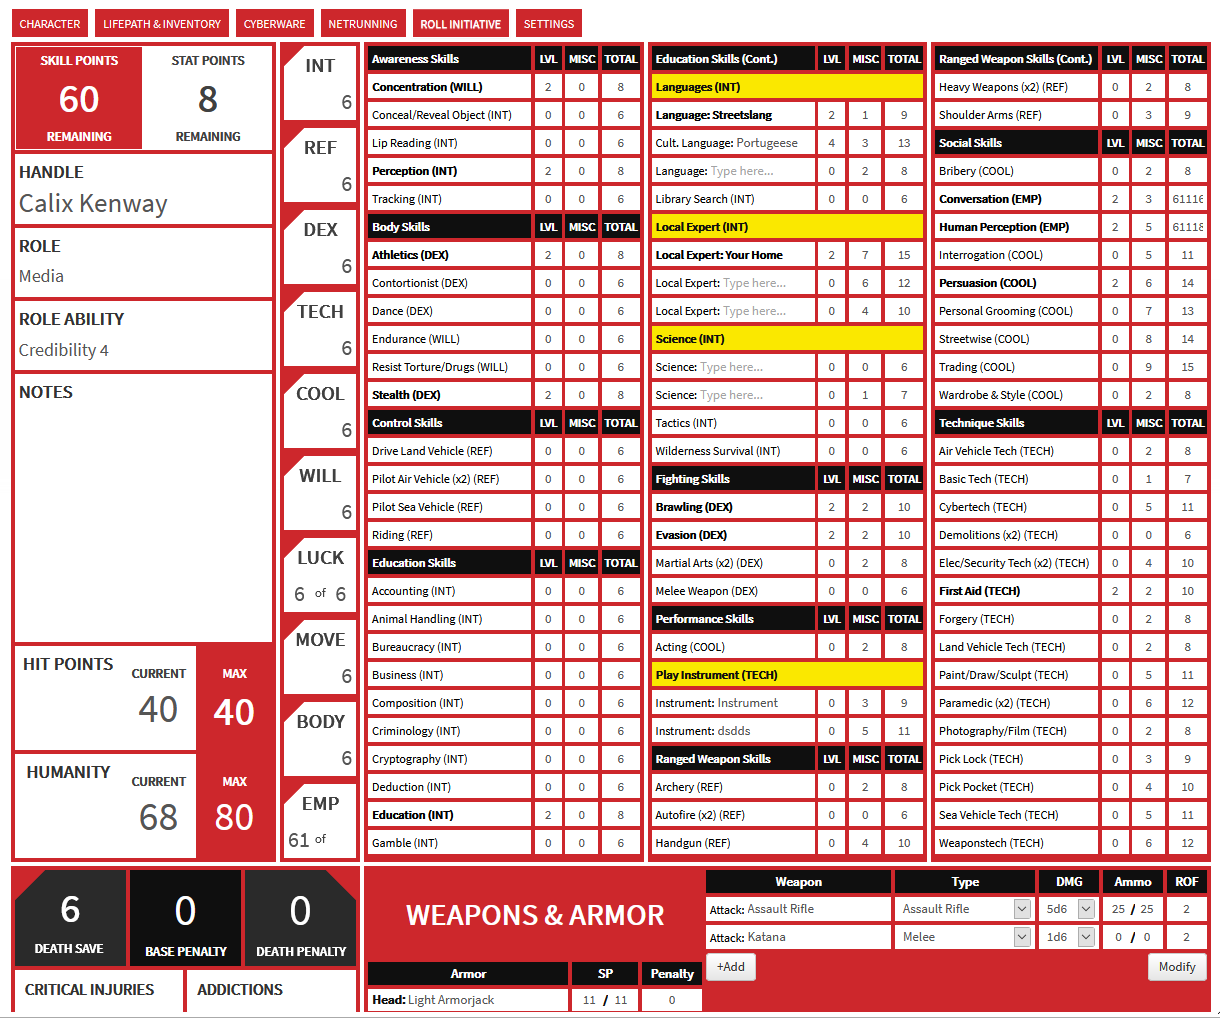 CHARACTER LIFEPATH & INVENTORY CYBERWARE NETRUNNING ROLL INITIATIVE SETTINGS
SKILL POINTS
60
REMAINING
STAT POINTS
8
REMAINING
HANDLE
Calix Kenway
ROLE
Media
ROLE ABILITY
Credibility 4
NOTES
HIT POINTS
CURRENT
40
MAX
40
HUMANITY
CURRENT
68
MAX
80
INT
6
REF
6
DEX
6
TECH
6
COOL
6
WILL
6
LUCK
6 of 6
MOVE
6
BODY
6
EMP
61 of
Awareness Skills LVL MISC TOTAL
Concentration (WILL) 2 0 8
Conceal/Reveal Object (INT) 0 0 6
Lip Reading (INT) 0 0 6
Perception (INT) 2 0 8
Tracking (INT) 0 0 6
Body Skills LVL MISC TOTAL
Athletics (DEX) 2 0 8
Contortionist (DEX) 0 0 6
Dance (DEX) 0 0 6
Endurance (WILL) 0 0 6
Resist Torture/Drugs (WILL) 0 0 6
Stealth (DEX) 2 0 8
Control Skills LVL MISC TOTAL
Drive Land Vehicle (REF) 0 0 6
Pilot Air Vehicle (x2) (REF) 0 0 6
Pilot Sea Vehicle (REF) 0 0 6
Riding (REF) 0 0 6
Education Skills LVL MISC TOTAL
Accounting (INT) 0 0 6
Animal Handling (INT) 0 0 6
Bureaucracy (INT) 0 0 6
Business (INT) 0 0 6
Composition (INT) 0 0 6
Criminology (INT) 0 0 6
Cryptography (INT) 0 0 6
Deduction (INT) 0 0 6
Education (INT) 2 0 8
Gamble (INT) 0 0 6
Education Skills (Cont.) LVL MISC TOTAL
Languages (INT)
Language: Streetslang 2 1 9
Cult. Language: Portugeese 4 3 13
Language: Type here... 0 2 8
Library Search (INT) 0 0 6
Local Expert (INT)
Local Expert: Your Home 2 7 15
Local Expert: Type here... 0 6 12
Local Expert: Type here... 0 4 10
Science (INT)
Science: Type here... 0 0 6
Science: Type here... 0 1 7
Tactics (INT) 0 0 6
Wilderness Survival (INT) 0 0 6
Fighting Skills LVL MISC TOTAL
Brawling (DEX) 2 2 10
Evasion (DEX) 2 2 10
Martial Arts (x2) (DEX) 0 2 8
Melee Weapon (DEX) 0 0 6
Performance Skills LVL MISC TOTAL
Acting (COOL) 0 2 8
Play Instrument (TECH)
Instrument: Instrument 0 3 9
Instrument: dsdds 0 5 11
Ranged Weapon Skills LVL MISC TOTAL
Archery (REF) 0 2 8
Autofire (x2) (REF) 0 0 6
Handgun (REF) 0 4 10
Ranged Weapon Skills (Cont.) LVL MISC TOTAL
Heavy Weapons (x2) (REF) 0 2 8
Shoulder Arms (REF) 0 3 9
Social Skills LVL MISC TOTAL
Bribery (COOL) 0 2 8
Conversation (EMP) 2 3 61116
Human Perception (EMP) 2 5 61118
Interrogation (COOL) 0 5 11
Persuasion (COOL) 2 6 14
Personal Grooming (COOL) 0 7 13
Streetwise (COOL) 0 8 14
Trading (COOL) 0 9 15
Wardrobe & Style (COOL) 0 2 8
Technique Skills LVL MISC TOTAL
Air Vehicle Tech (TECH) 0 2 8
Basic Tech (TECH) 0 1 7
Cybertech (TECH) 0 5 11
Demolitions (x2) (TECH) 0 0 6
Elec/Security Tech (x2) (TECH) 0 4 10
First Aid (TECH) 2 2 10
Forgery (TECH) 0 2 8
Land Vehicle Tech (TECH) 0 2 8
Paint/Draw/Sculpt (TECH) 0 5 11
Paramedic (x2) (TECH) 0 6 12
Photography/Film (TECH) 0 2 8
Pick Lock (TECH) 0 3 9
Pick Pocket (TECH) 0 4 10
Sea Vehicle Tech (TECH) 0 5 11
Weaponstech (TECH) 0 6 12
6
DEATH SAVE
0
BASE PENALTY
0
DEATH PENALTY
CRITICAL INJURIES
ADDICTIONS
WEAPONS & ARMOR
Armor SP Penalty
Head: Light Armorjack 11 / 11 0
Weapon Type DMG Ammo ROF
Attack: Assault Rifle Assault Rifle 5d6 25 / 25 2
Attack: Katana Melee 1d6 0 / 0 2
+Add Modify